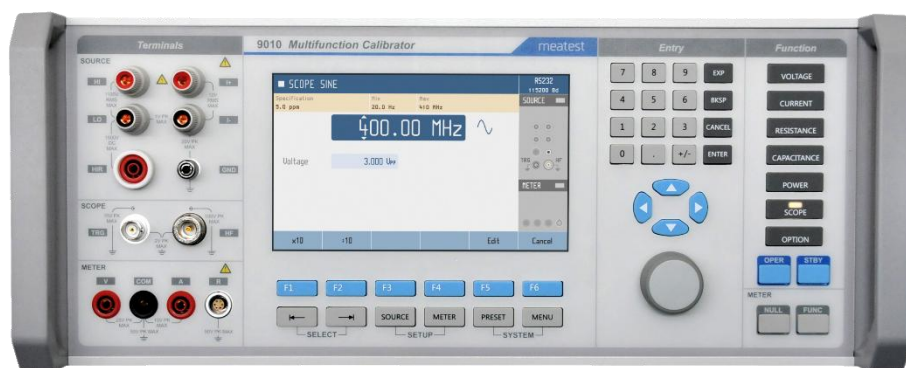 Terminals
9010 Multifunction Calibrator
meatest
Entry
Function
SOURCE
HI
I+
LO
I-
HIR
GND
SCOPE
TRG
HF
METER
V
COM
A
R
SCOPE SINE
RS232
115200 Bd
Specification
Min
Max
5.0 ppm
20.0 Hz
410 MHz
SOURCE
400.00 MHz
Voltage
3.000 Vpp
TRG
HF
METER
x10
:10
Edit
Cancel
F1
F2
F3
F4
F5
F6
SOURCE
METER
PRESET
MENU
SELECT
SETUP
SYSTEM
7
8
9
EXP
4
5
6
BKSP
1
2
3
CANCEL
0
.
+/-
ENTER
VOLTAGE
CURRENT
RESISTANCE
CAPACITANCE
POWER
SCOPE
OPTION
OPER
STBY
METER
NULL
FUNC